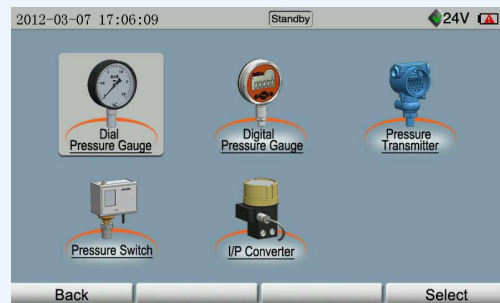 2012-03-07 17:06:09 Standby 24V
Dial
Pressure Gauge
Digital
Pressure Gauge
Pressure
Transmitter
Pressure Switch
I/P Converter
Back Select